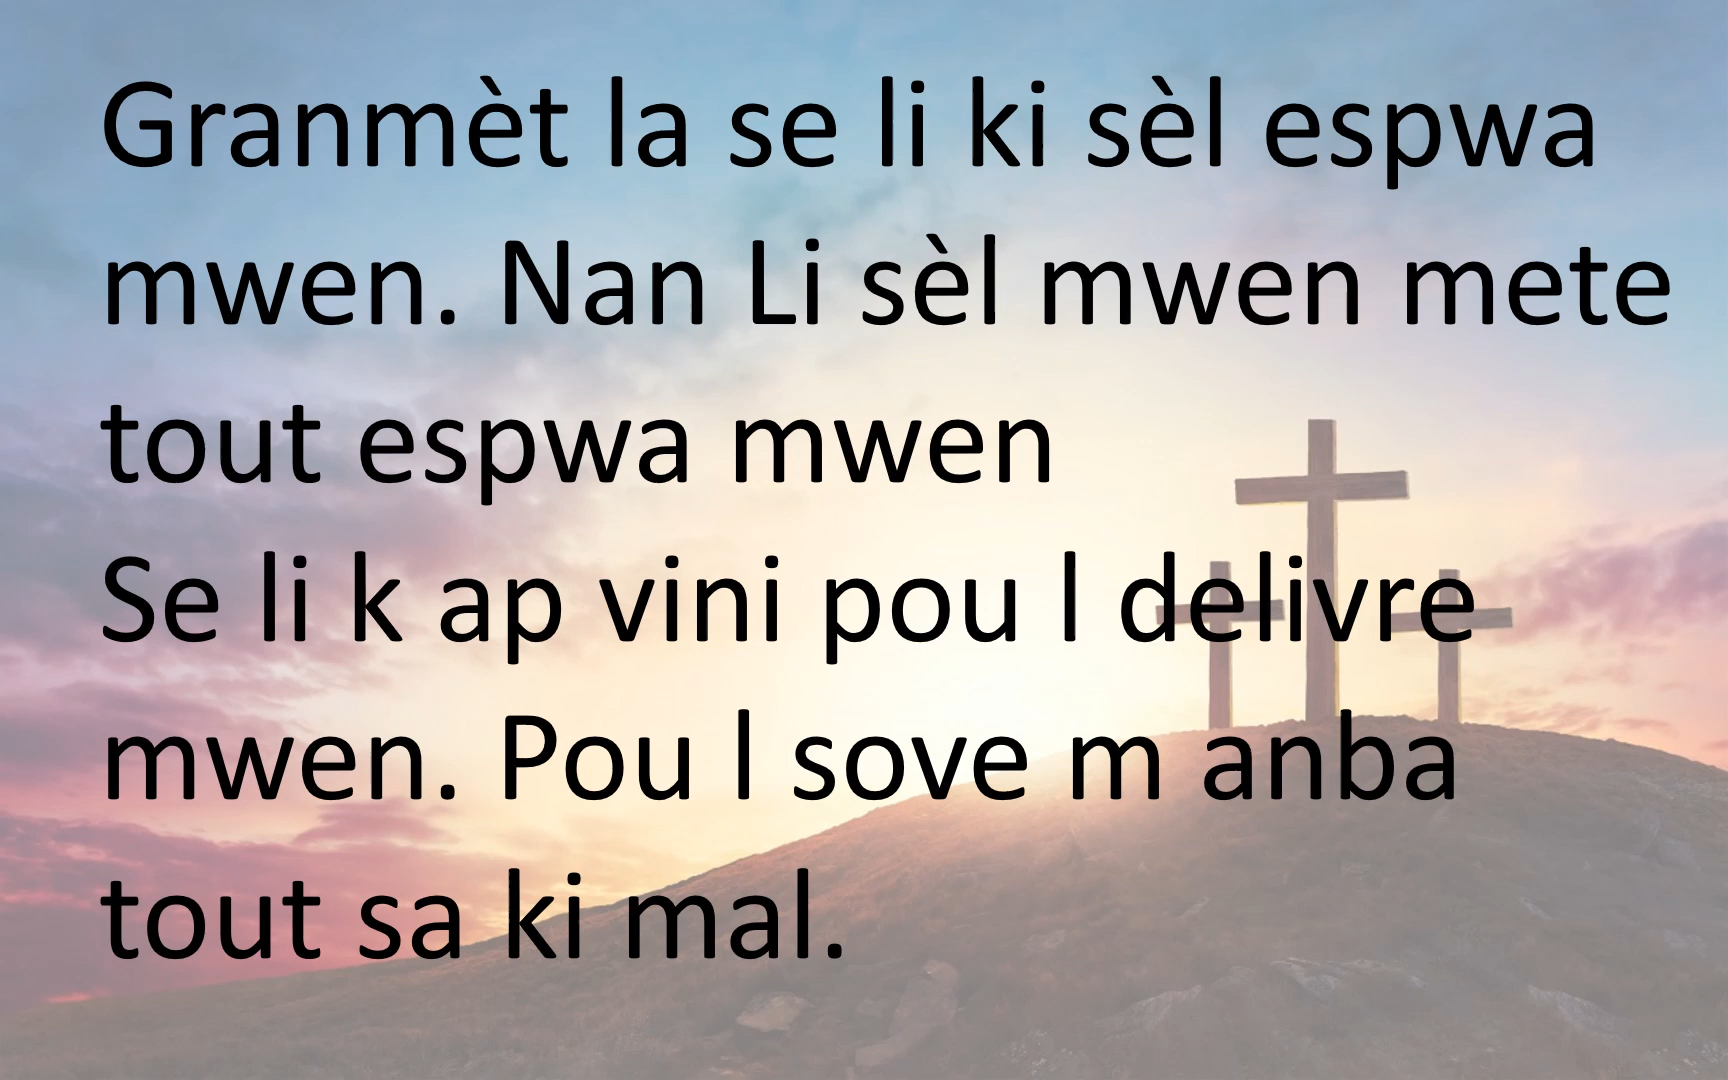 Granmèt la se li ki sèl espwa
mwen. Nan Li sèl mwen mete
tout espwa mwen
Se li k ap vini pou l delivre
mwen. Pou l sove m anba
tout sa ki mal.